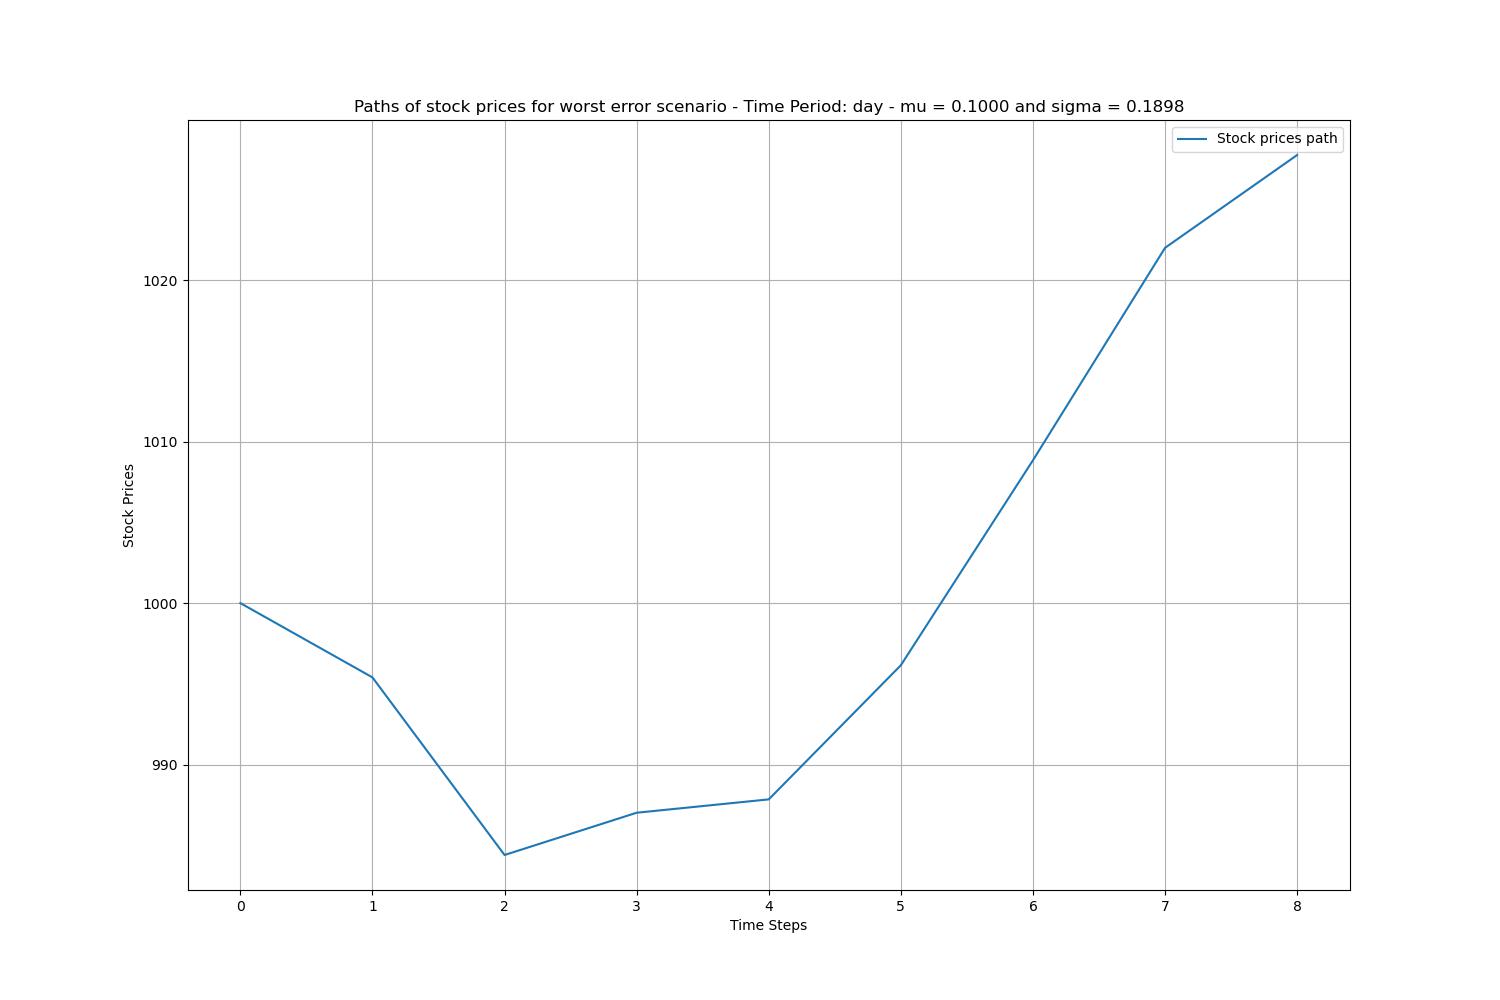 Paths of stock prices for worst error scenario - Time Period: day - mu = 0.1000 and sigma = 0.1898
Stock prices path
1020
1010
1000
990
Stock Prices
0 1 2 3 4 5 6 7 8
Time Steps